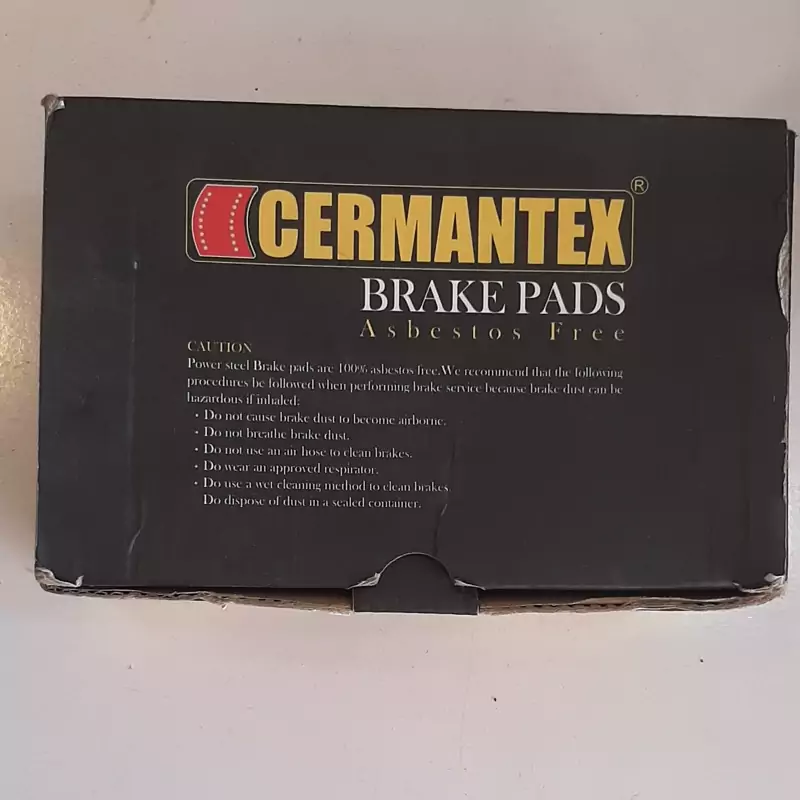 CERMANTEX®
BRAKE PADS
Asbestos Free
CAUTION
Power steel Brake pads are 100% asbestos free.We recommend that the following
procedures be followed when performing brake service because brake dust can be
hazardous if inhaled:
• Do not cause brake dust to become airborne.
• Do not breathe brake dust.
• Do not use an air hose to clean brakes.
• Do wear an approved respirator.
• Do use a wet cleaning method to clean brakes.
Do dispose of dust in a sealed container.